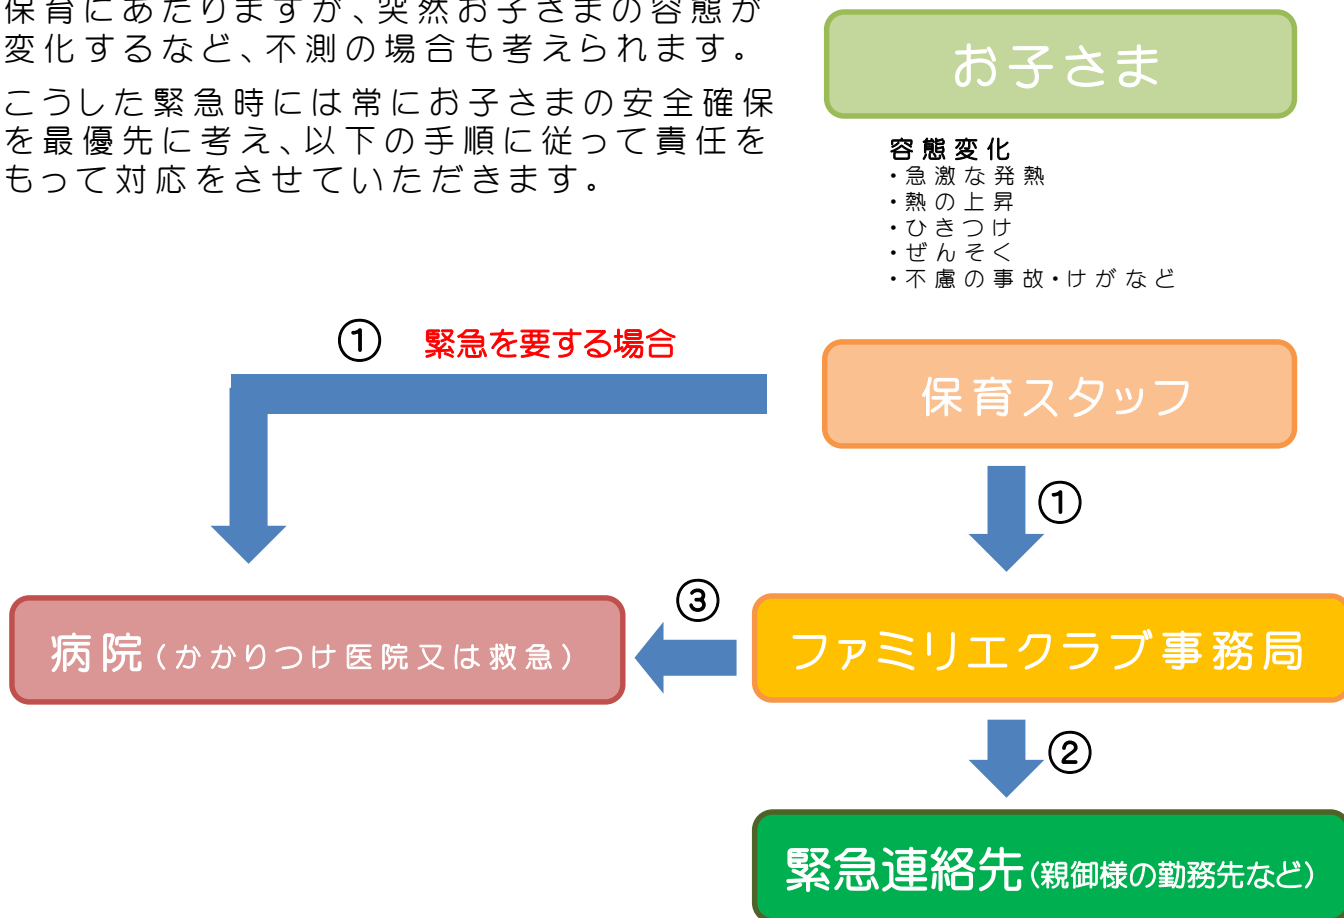 保育にあたりますが、突然お子さまの容態が
変化するなど、不測の場合も考えられます。
こうした緊急時には常にお子さまの安全確保
を最優先に考え、以下の手順に従って責任を
もって対応をさせていただきます。
お子さま
容態変化
・急激な発熱
・熱の上昇
・ひきつけ
・ぜんそく
・不慮の事故・けがなど
① 緊急を要する場合
保育スタッフ
①
③
病院（かかりつけ医院又は救急）
ファミリエクラブ事務局
②
緊急連絡先（親御様の勤務先など）